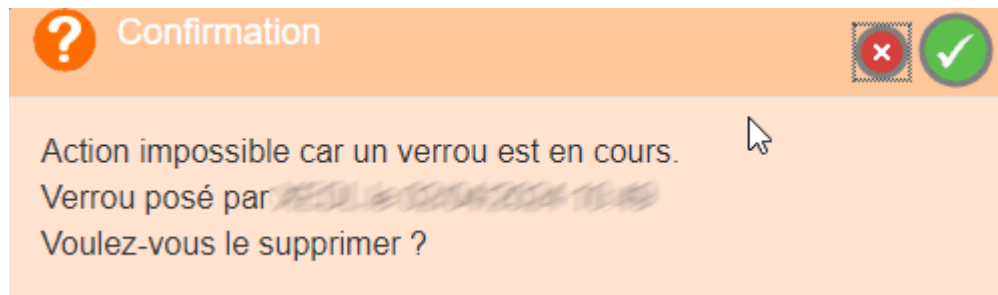 Confirmation
Action impossible car un verrou est en cours.
Verrou posé par
Voulez-vous le supprimer ?